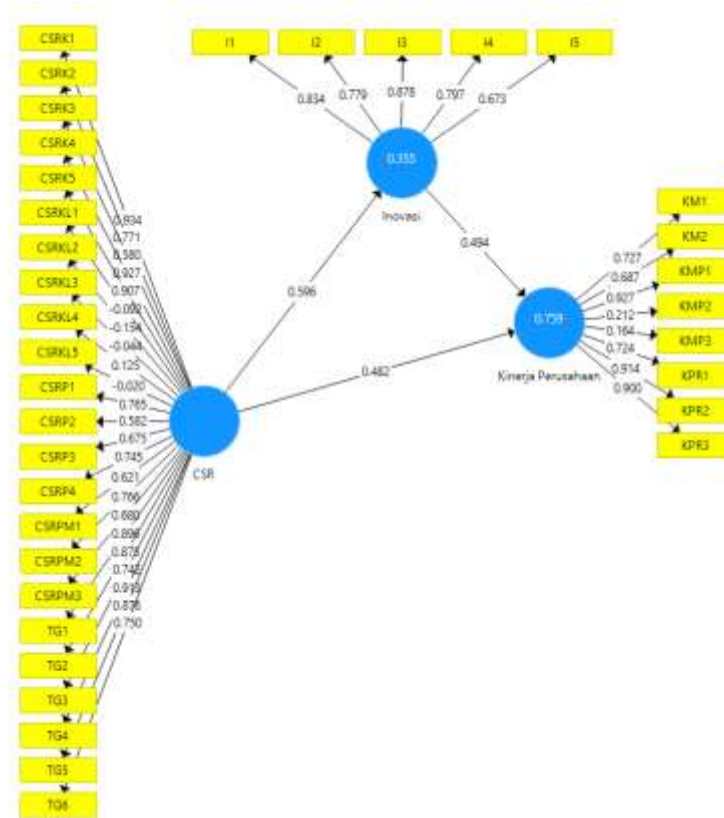 CSRK1
CSRK2
CSRK3
CSRK4
CSRK5
CSRKL1
CSRKL2
CSRKL3
CSRKL4
CSRKL5
CSRP1
CSRP2
CSRP3
CSRP4
CSRPM1
CSRPM2
CSRPM3
TG1
TG2
TG3
TG4
TG5
TG6
0.934
0.771
0.580
0.927
0.907
-0.154
-0.044
0.125
-0.020
0.765
0.582
0.675
0.745
0.621
0.766
0.680
0.896
0.875
0.750
CSR
I1
I2
I3
I4
I5
0.834
0.779
0.878
0.797
0.673
0.355
Inovasi
0.596
0.494
0.482
0.759
Kinerja Perusahaan
0.727
0.687
0.212
0.164
0.724
0.914
0.900
KM1
KM2
KMP1
KMP2
KMP3
KPR1
KPR2
KPR3